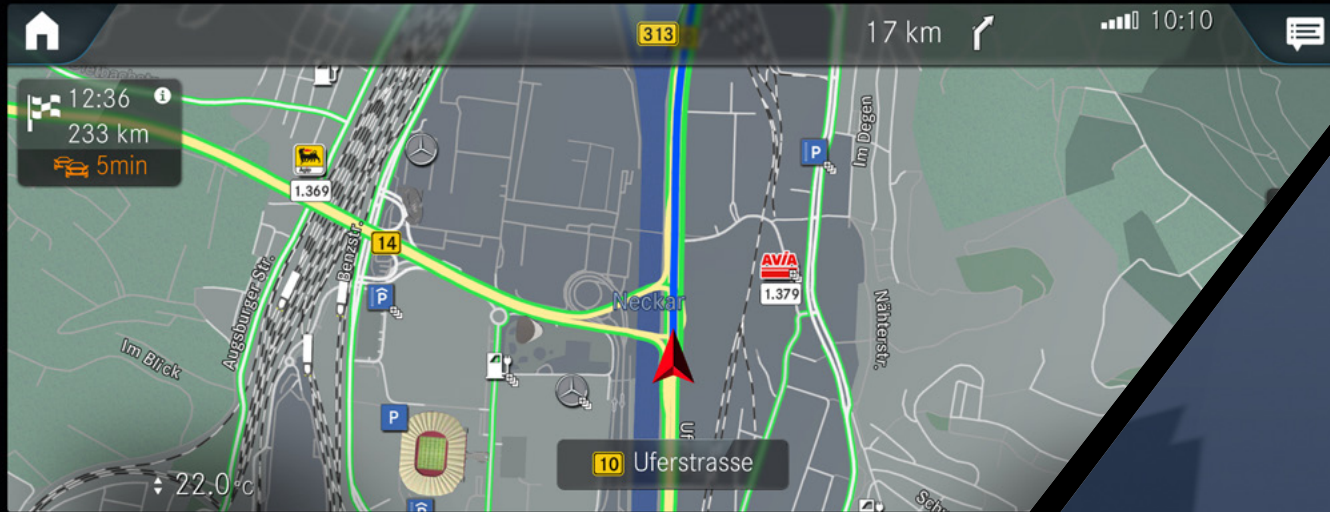 313
17 km
10:10
12:36
233 km
5min
Agip
1.369
14
Benzstr.
Augsburger Str.
Im Blick
P
P
P
P
Im Degen
AVIA
1.379
Neckar
Nähterstr.
10 Uferstrasse
22.0°C